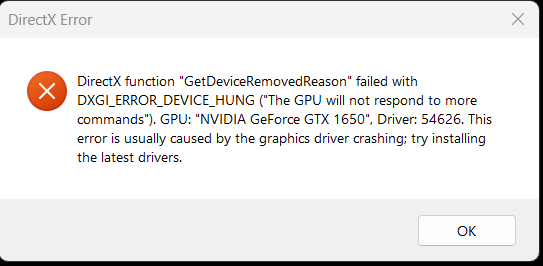 DirectX Error
DirectX function "GetDeviceRemovedReason" failed with
DXGI_ERROR_DEVICE_HUNG ("The GPU will not respond to more
commands"). GPU: "NVIDIA GeForce GTX 1650", Driver: 54626. This
error is usually caused by the graphics driver crashing; try installing
the latest drivers.
OK